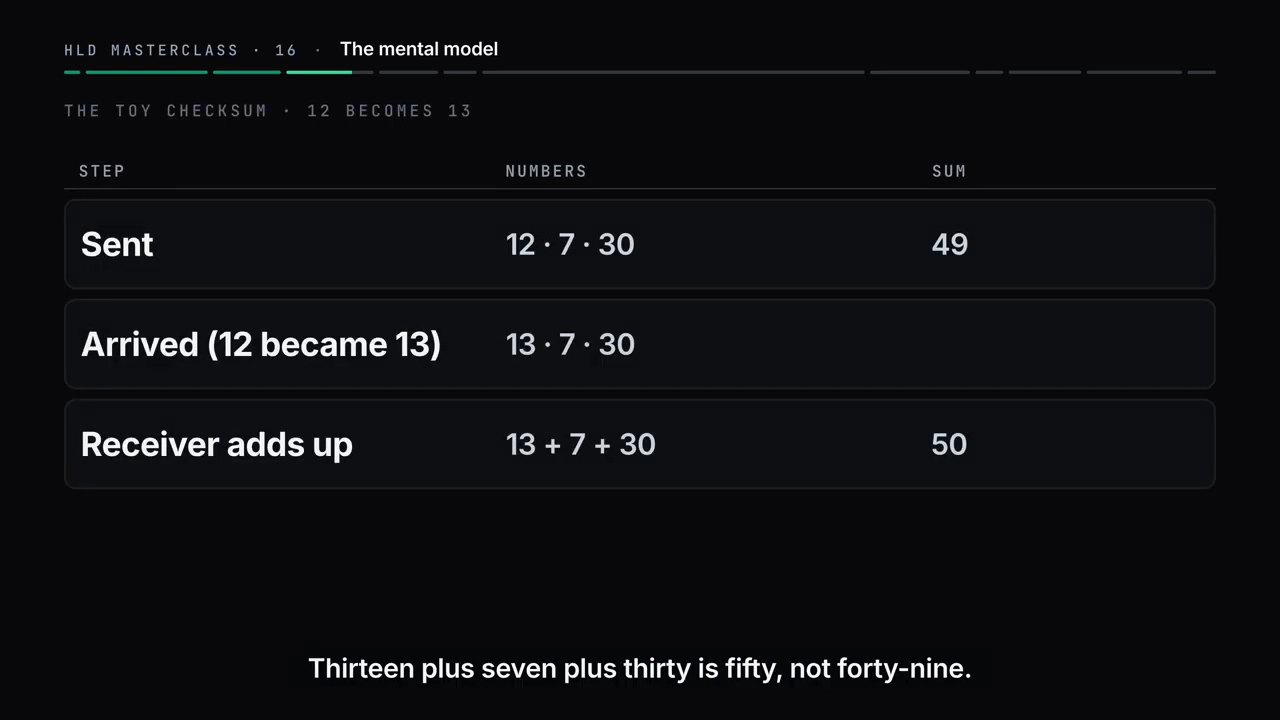 HLD MASTERCLASS · 16 · The mental model
THE TOY CHECKSUM · 12 BECOMES 13
STEP NUMBERS SUM
Sent 12 · 7 · 30 49
Arrived (12 became 13) 13 · 7 · 30
Receiver adds up 13 + 7 + 30 50
Thirteen plus seven plus thirty is fifty, not forty-nine.